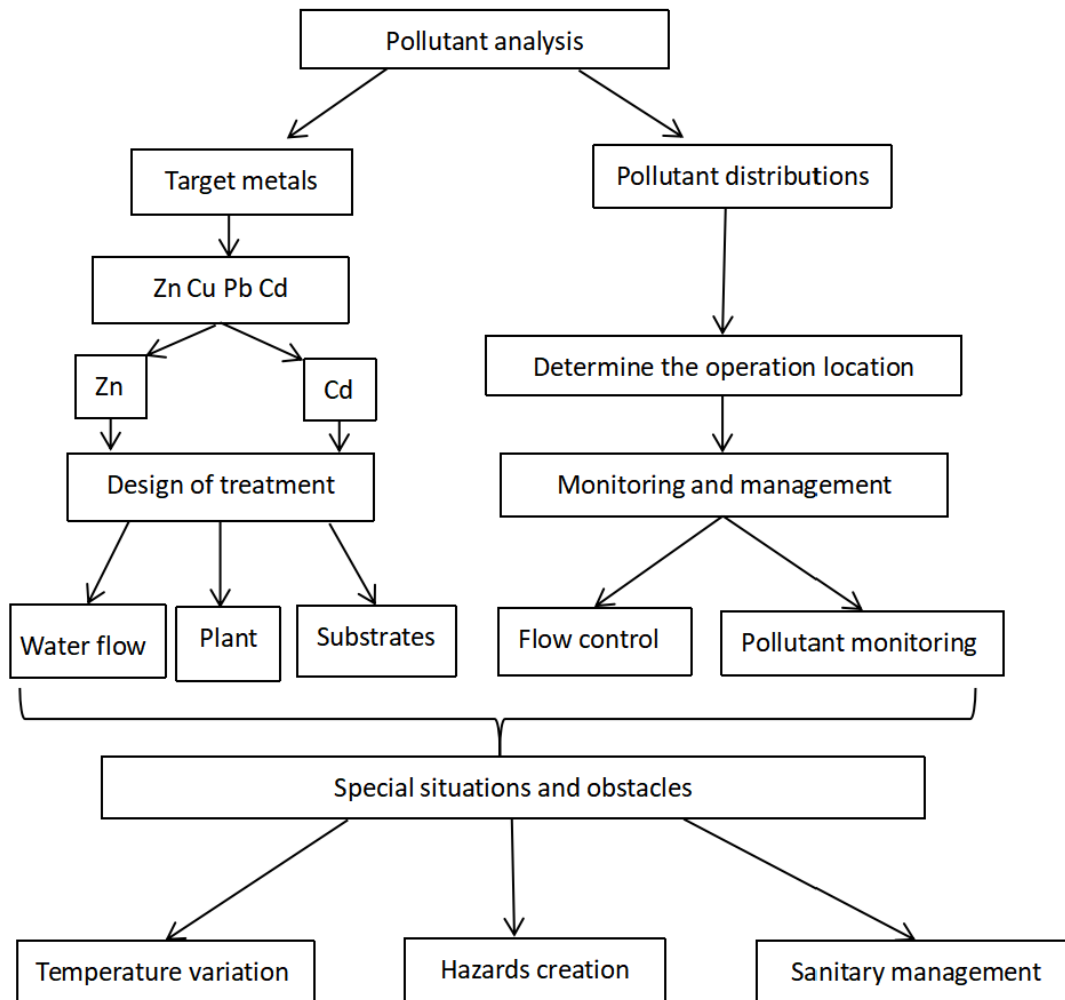 Pollutant analysis
Target metals
Pollutant distributions
Zn Cu Pb Cd
Determine the operation location
Zn
Cd
Design of treatment
Monitoring and management
Water flow
Plant
Substrates
Flow control
Pollutant monitoring
Special situations and obstacles
Temperature variation
Hazards creation
Sanitary management